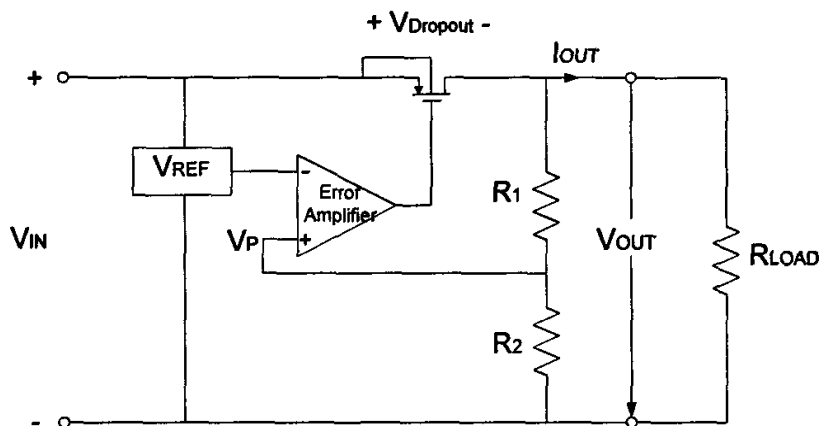 + VDropout -
IOUT
+
VREF
-
Error
Amplifier
R1
VIN
VP
+
VOUT
RLOAD
R2
-